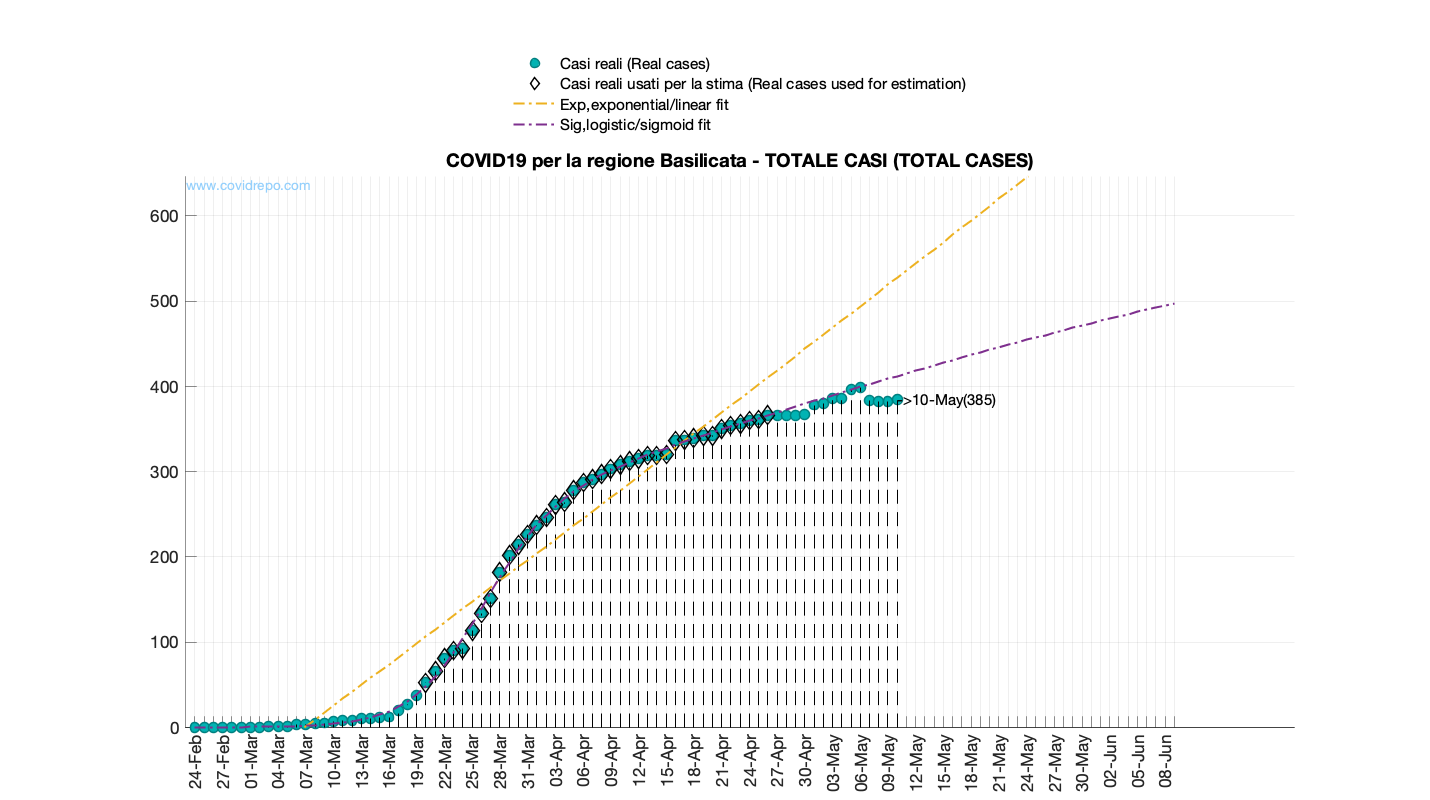 Casi reali (Real cases)
Casi reali usati per la stima (Real cases used for estimation)
Exp,exponential/linear fit
Sig,logistic/sigmoid fit
COVID19 per la regione Basilicata - TOTALE CASI (TOTAL CASES)
www.covidrepo.com
600
500
400
300
200
100
0
->10-May(385)
24-Feb
27-Feb
01-Mar
04-Mar
07-Mar
10-Mar
13-Mar
16-Mar
19-Mar
22-Mar
25-Mar
28-Mar
31-Mar
03-Apr
06-Apr
09-Apr
12-Apr
15-Apr
18-Apr
21-Apr
24-Apr
27-Apr
30-Apr
03-May
06-May
09-May
12-May
15-May
18-May
21-May
24-May
27-May
30-May
02-Jun
05-Jun
08-Jun